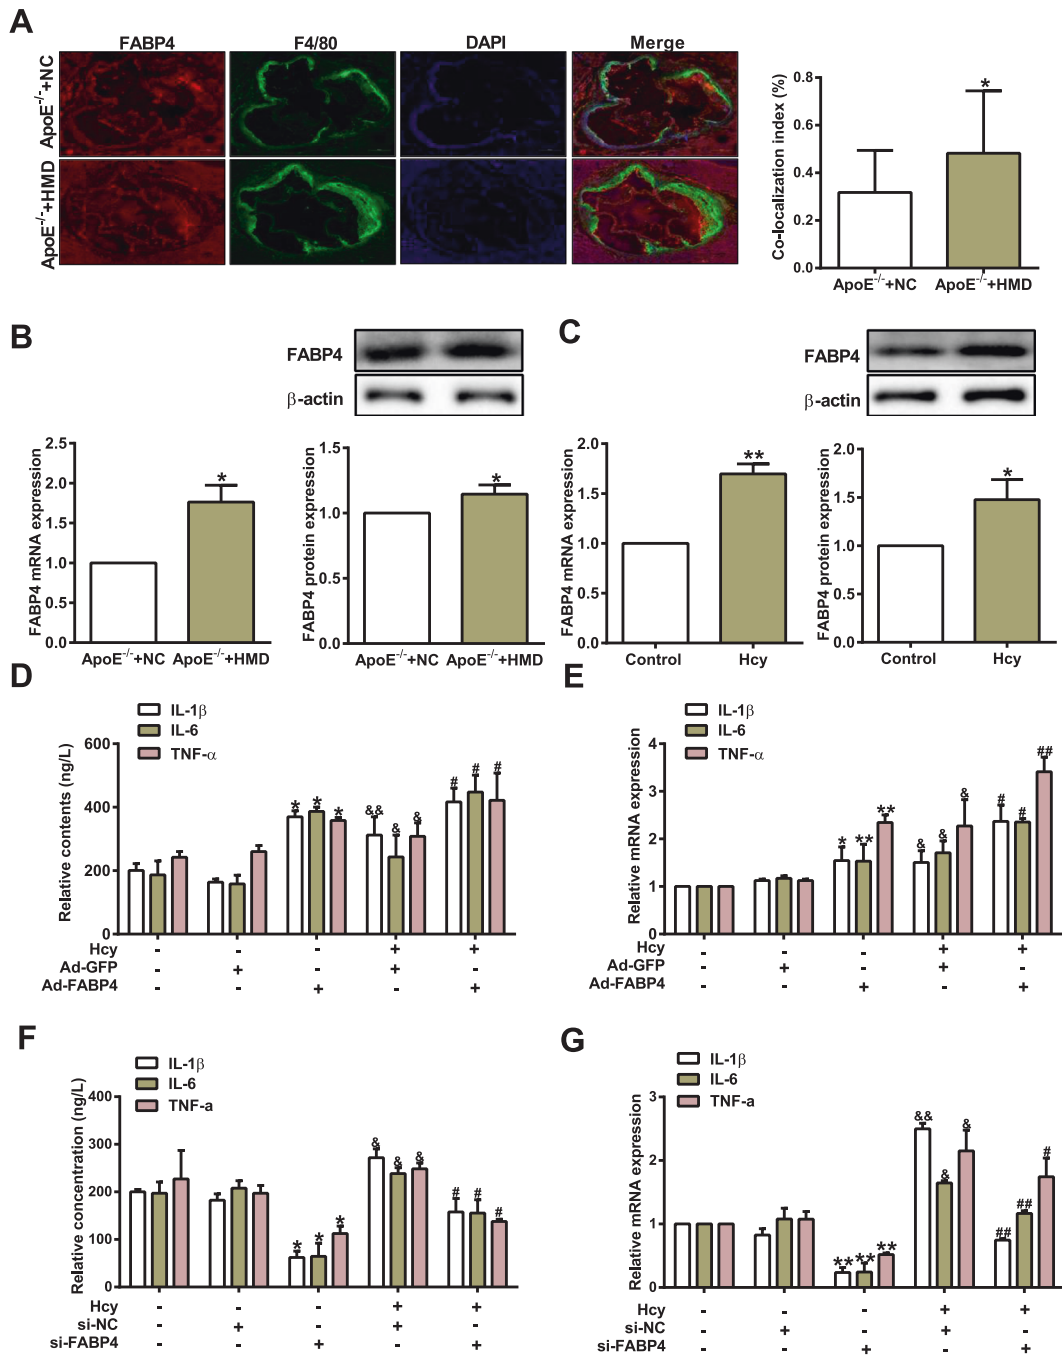 A
FABP4 F4/80 DAPI Merge
ApoE-/-+NC
ApoE-/-+HMD
Co-localization index (%)
0.8
0.6
0.4
0.2
0.0
*
ApoE-/-+NC ApoE-/-+HMD
B
FABP4
β-actin
FABP4 mRNA expression
2.5
2.0
1.5
1.0
0.5
0.0
*
ApoE-/-+NC ApoE-/-+HMD
FABP4 protein expression
1.5
1.0
0.5
0.0
*
ApoE-/-+NC ApoE-/-+HMD
C
FABP4
β-actin
FABP4 mRNA expression
2.0
1.5
1.0
0.5
0.0
**
Control Hcy
FABP4 protein expression
2.0
1.5
1.0
0.5
0.0
*
Control Hcy
D
IL-1β
IL-6
TNF-α
Relative contents (ng/L)
600
400
200
0
* * * && & & # # #
Hcy - - - + +
Ad-GFP - + - + -
Ad-FABP4 - - + - +
E
IL-1β
IL-6
TNF-α
Relative mRNA expression
4
3
2
1
0
* ** ** & & & # # ##
Hcy - - - + +
Ad-GFP - + - + -
Ad-FABP4 - - + - +
F
IL-1β
IL-6
TNF-a
Relative concentration (ng/L)
400
300
200
100
0
* * * & & & # # #
Hcy - - - + +
si-NC - + - + -
si-FABP4 - - + - +
G
IL-1β
IL-6
TNF-a
Relative mRNA expression
3
2
1
0
** ** ** && & & ## ## #
Hcy - - - + +
si-NC - + - + -
si-FABP4 - - + - +